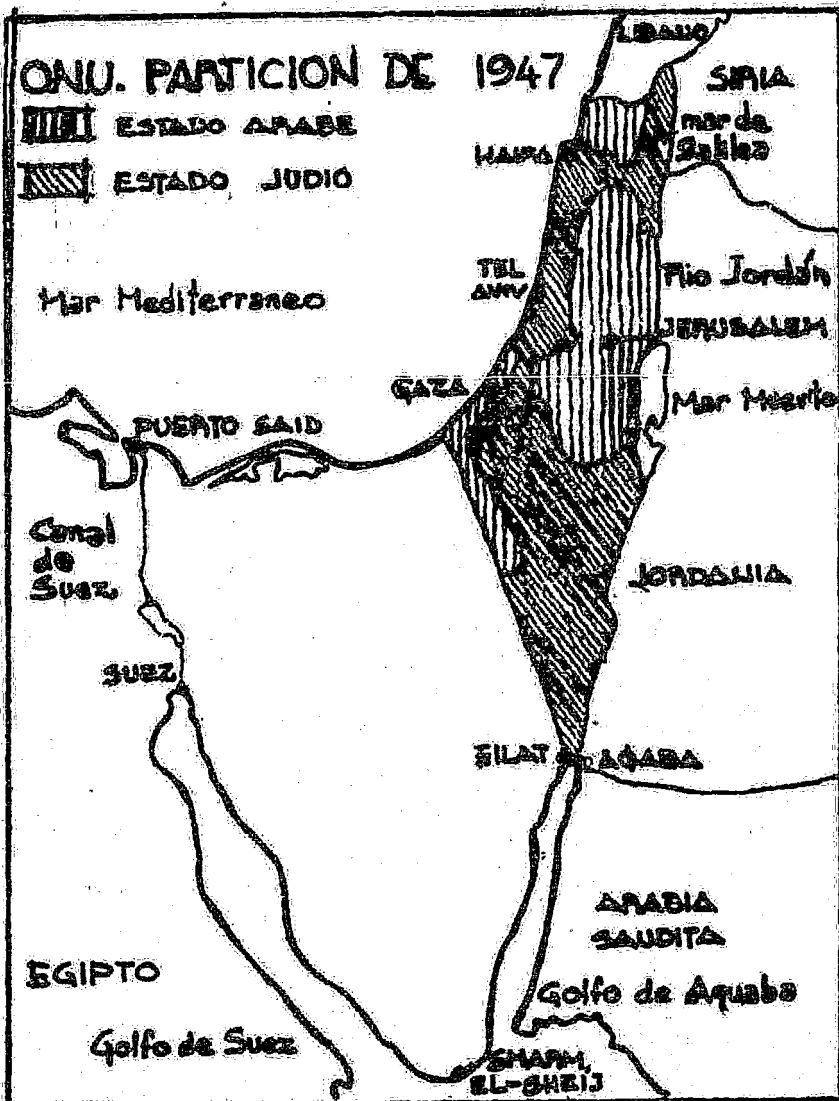 ONU. PARTICION DE 1947
ESTADO ARABE
ESTADO JUDIO
LIBANO
SIRIA
mar de
Galilea
HAIFA
TEL
AVIV
Rio Jordán
JERUSALEM
Mar Mediterraneo
GAZA
Mar Muerto
PUERTO SAID
Canal
de
Suez
JORDANIA
SUEZ
EILAT
AQABA
ARABIA
SAUDITA
EGIPTO
Golfo de Aquaba
Golfo de Suez
SHARM
EL-SHEIJ